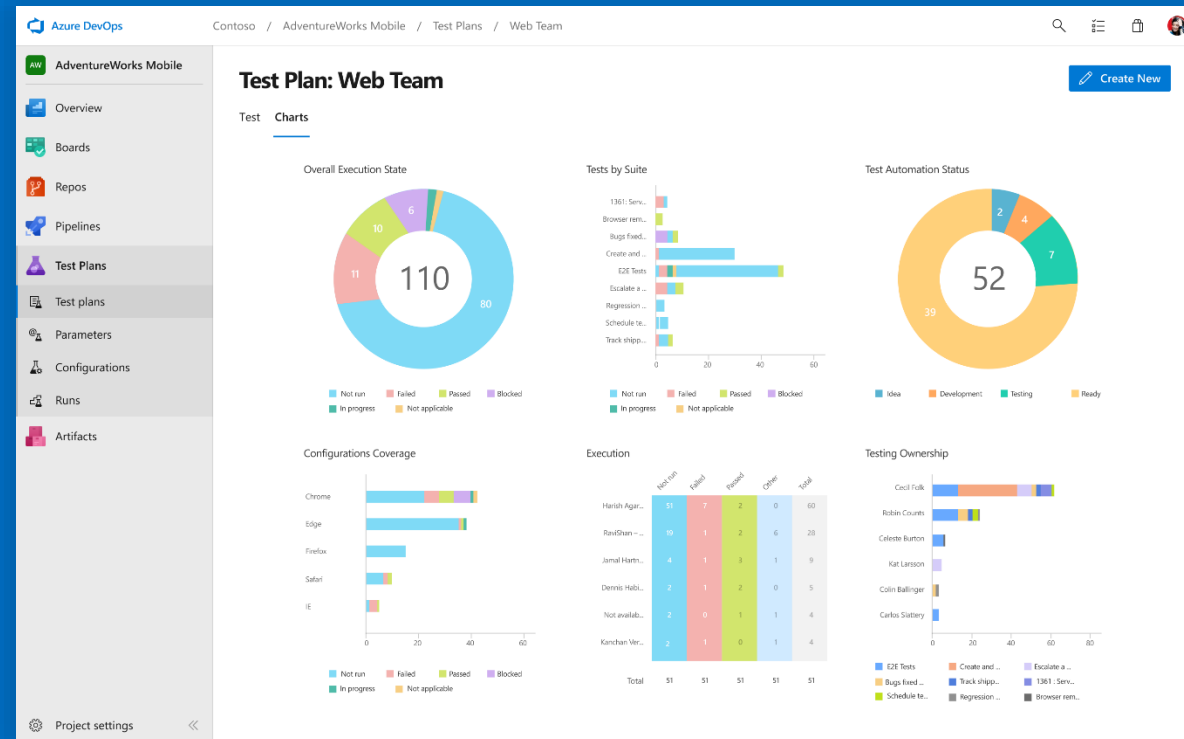 Azure DevOps
Contoso / AdventureWorks Mobile / Test Plans / Web Team
AW AdventureWorks Mobile
Overview
Boards
Repos
Pipelines
Test Plans
Test plans
Parameters
Configurations
Runs
Artifacts
Project settings
Test Plan: Web Team
Create New
Test Charts
Overall Execution State
6
10
11
110
80
Not run Failed Passed Blocked
In progress Not applicable
Tests by Suite
1361: Serv...
Browser rem...
Bugs fixed...
Create and ...
E2E Tests
Escalate a ...
Regression ...
Schedule te...
Track shipp...
0 20 40 60
Not run Failed Passed Blocked
In progress Not applicable
Test Automation Status
2
4
7
52
39
Idea Development Testing Ready
Configurations Coverage
Chrome
Edge
Firefox
Safari
IE
0 20 40 60
Not run Failed Passed Blocked
In progress Not applicable
Execution
Not run Failed Passed Other Total
Harish Agar... 51 7 2 0 60
RaviShan – ... 19 1 2 6 28
Jamal Hartn... 4 1 3 1 9
Dennis Habi... 2 1 2 0 5
Not availab... 2 0 1 1 4
Kanchan Ver... 2 1 0 1 4
Total 51 51 51 51 51
Testing Ownership
Cecil Folk
Robin Counts
Celeste Burton
Kat Larsson
Colin Ballinger
Carlos Slattery
0 20 40 60 80
E2E Tests Create and ... Escalate a ...
Bugs fixed ... Track shipp.. 1361 : Serv..
Schedule te.. Regression ... Browser rem..